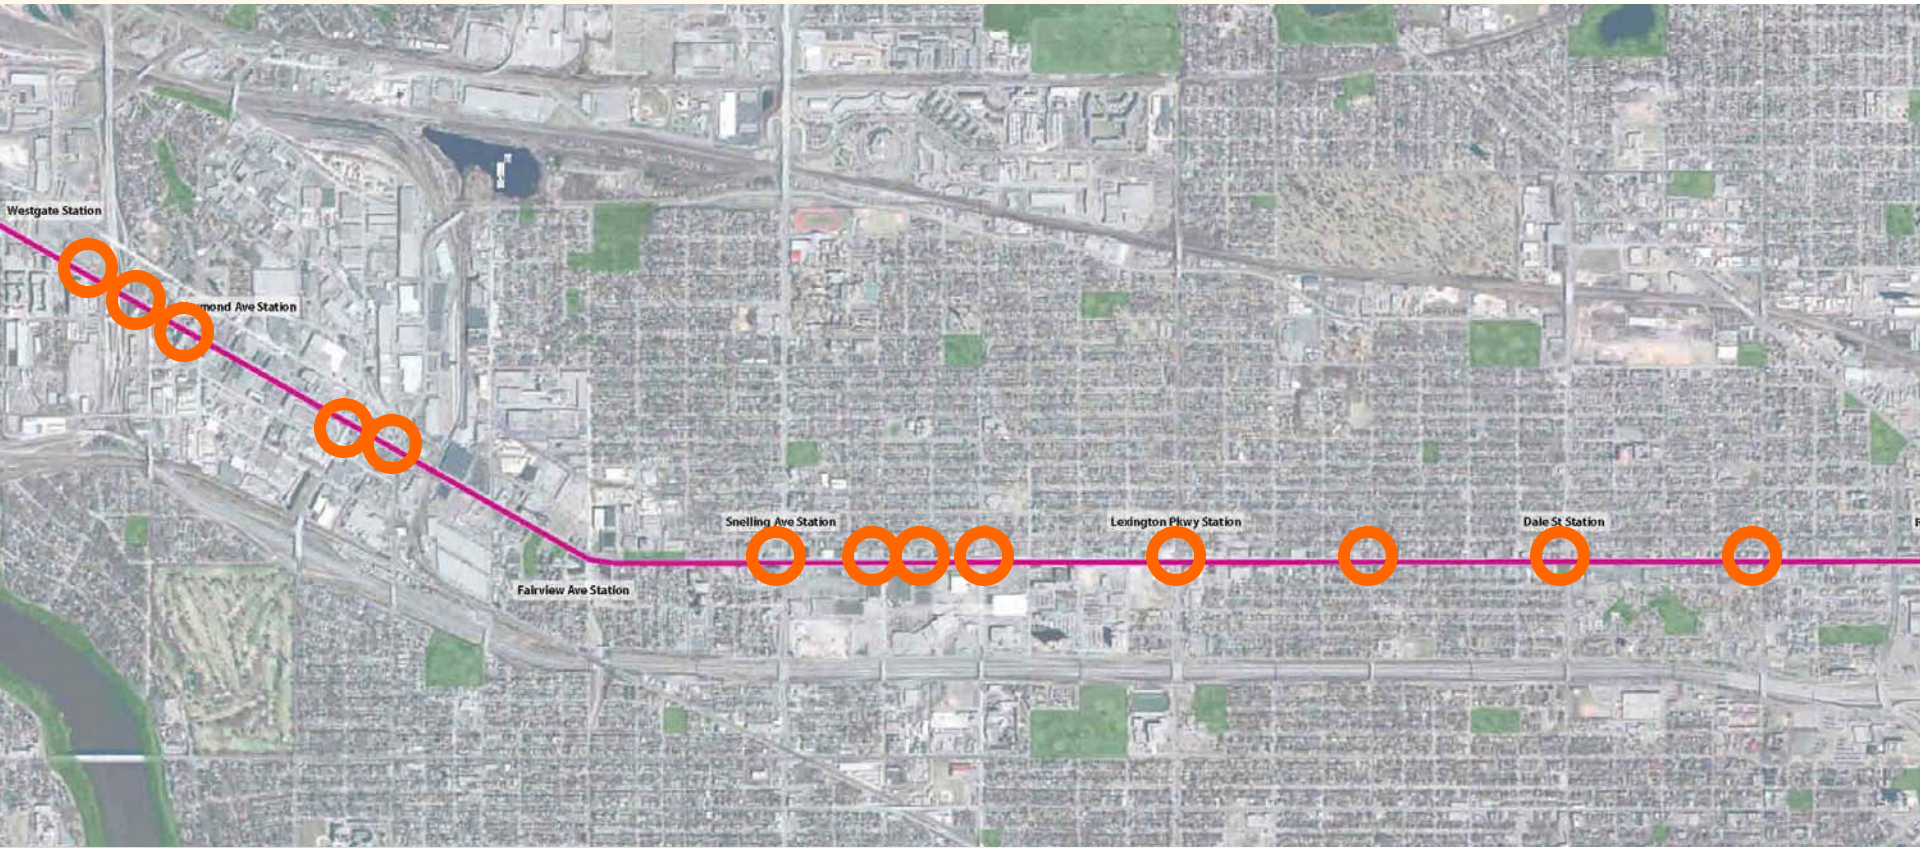 Westgate Station
mond Ave Station
Snelling Ave Station
Lexington Pkwy Station
Dale St Station
Fairview Ave Station